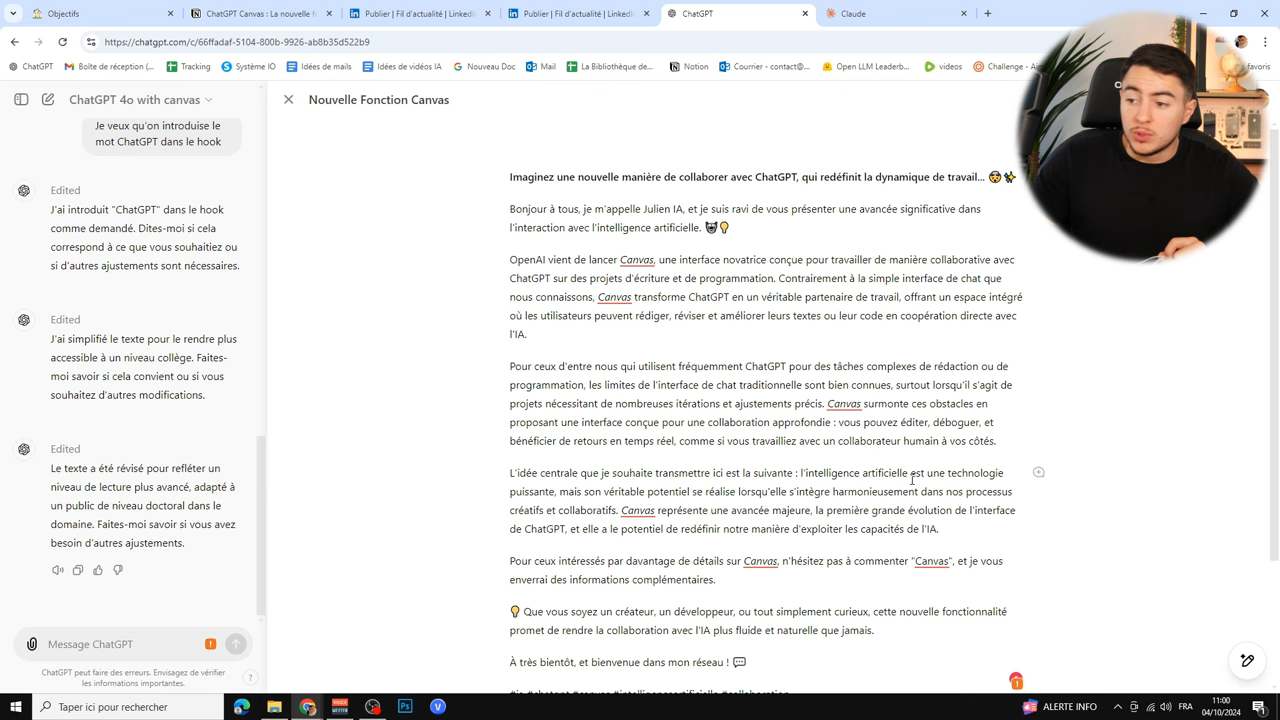 Objectifs
ChatGPT Canvas : La nouvelle f
Publier | Fil d'actualité | LinkedIn
Publier | Fil d'actualité | LinkedIn
ChatGPT
Claude
https://chatgpt.com/c/66ffadaf-5104-800b-9926-ab8b35d522b9
ChatGPT
Boîte de réception (...
Tracking
Système IO
Idées de mails
Idées de vidéos IA
Nouveau Doc
Mail
La Bibliothèque de...
Notion
Courrier - contact@...
Open LLM Leaderb...
videos
favoris
ChatGPT 4o with canvas
Je veux qu'on introduise le
mot ChatGPT dans le hook
Edited
J'ai introduit "ChatGPT" dans le hook
comme demandé. Dites-moi si cela
correspond à ce que vous souhaitiez ou
si d'autres ajustements sont nécessaires.
Edited
J'ai simplifié le texte pour le rendre plus
accessible à un niveau collège. Faites-
moi savoir si cela convient ou si vous
souhaitez d'autres modifications.
Edited
Le texte a été révisé pour refléter un
niveau de lecture plus avancé, adapté à
un public de niveau doctoral dans le
domaine. Faites-moi savoir si vous avez
besoin d'autres ajustements.
Message ChatGPT
ChatGPT peut faire des erreurs. Envisagez de vérifier
les informations importantes.
?
Nouvelle Fonction Canvas
Imaginez une nouvelle manière de collaborer avec ChatGPT, qui redéfinit la dynamique de travail... 🤯✨
Bonjour à tous, je m'appelle Julien IA, et je suis ravi de vous présenter une avancée significative dans
l'interaction avec l'intelligence artificielle. 💡
OpenAI vient de lancer Canvas, une interface novatrice conçue pour travailler de manière collaborative avec
ChatGPT sur des projets d'écriture et de programmation. Contrairement à la simple interface de chat que
nous connaissons, Canvas transforme ChatGPT en un véritable partenaire de travail, offrant un espace intégré
où les utilisateurs peuvent rédiger, réviser et améliorer leurs textes ou leur code en coopération directe avec
l'IA.
Pour ceux d'entre nous qui utilisent fréquemment ChatGPT pour des tâches complexes de rédaction ou de
programmation, les limites de l'interface de chat traditionnelle sont bien connues, surtout lorsqu'il s'agit de
projets nécessitant de nombreuses itérations et ajustements précis. Canvas surmonte ces obstacles en
proposant une interface conçue pour une collaboration approfondie : vous pouvez éditer, déboguer, et
bénéficier de retours en temps réel, comme si vous travailliez avec un collaborateur humain à vos côtés.
L'idée centrale que je souhaite transmettre ici est la suivante : l'intelligence artificielle est une technologie
puissante, mais son véritable potentiel se réalise lorsqu'elle s'intègre harmonieusement dans nos processus
créatifs et collaboratifs. Canvas représente une avancée majeure, la première grande évolution de l'interface
de ChatGPT, et elle a le potentiel de redéfinir notre manière d'exploiter les capacités de l'IA.
Pour ceux intéressés par davantage de détails sur Canvas, n'hésitez pas à commenter "Canvas", et je vous
enverrai des informations complémentaires.
💡 Que vous soyez un créateur, un développeur, ou tout simplement curieux, cette nouvelle fonctionnalité
promet de rendre la collaboration avec l'IA plus fluide et naturelle que jamais.
À très bientôt, et bienvenue dans mon réseau ! 💬
#ia #chatgpt #canvas #intelligenceartificielle #collaboration
Taper ici pour rechercher
ALERTE INFO
FRA
11:00
04/10/2024